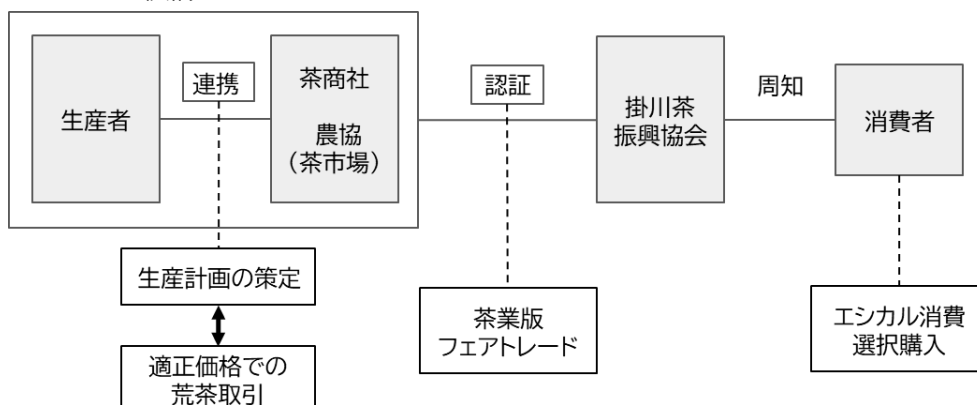 生産者
連携
茶商社
農協
（茶市場）
認証
掛川茶
振興協会
周知
消費者
生産計画の策定
適正価格での
荒茶取引
茶業版
フェアトレード
エシカル消費
選択購入